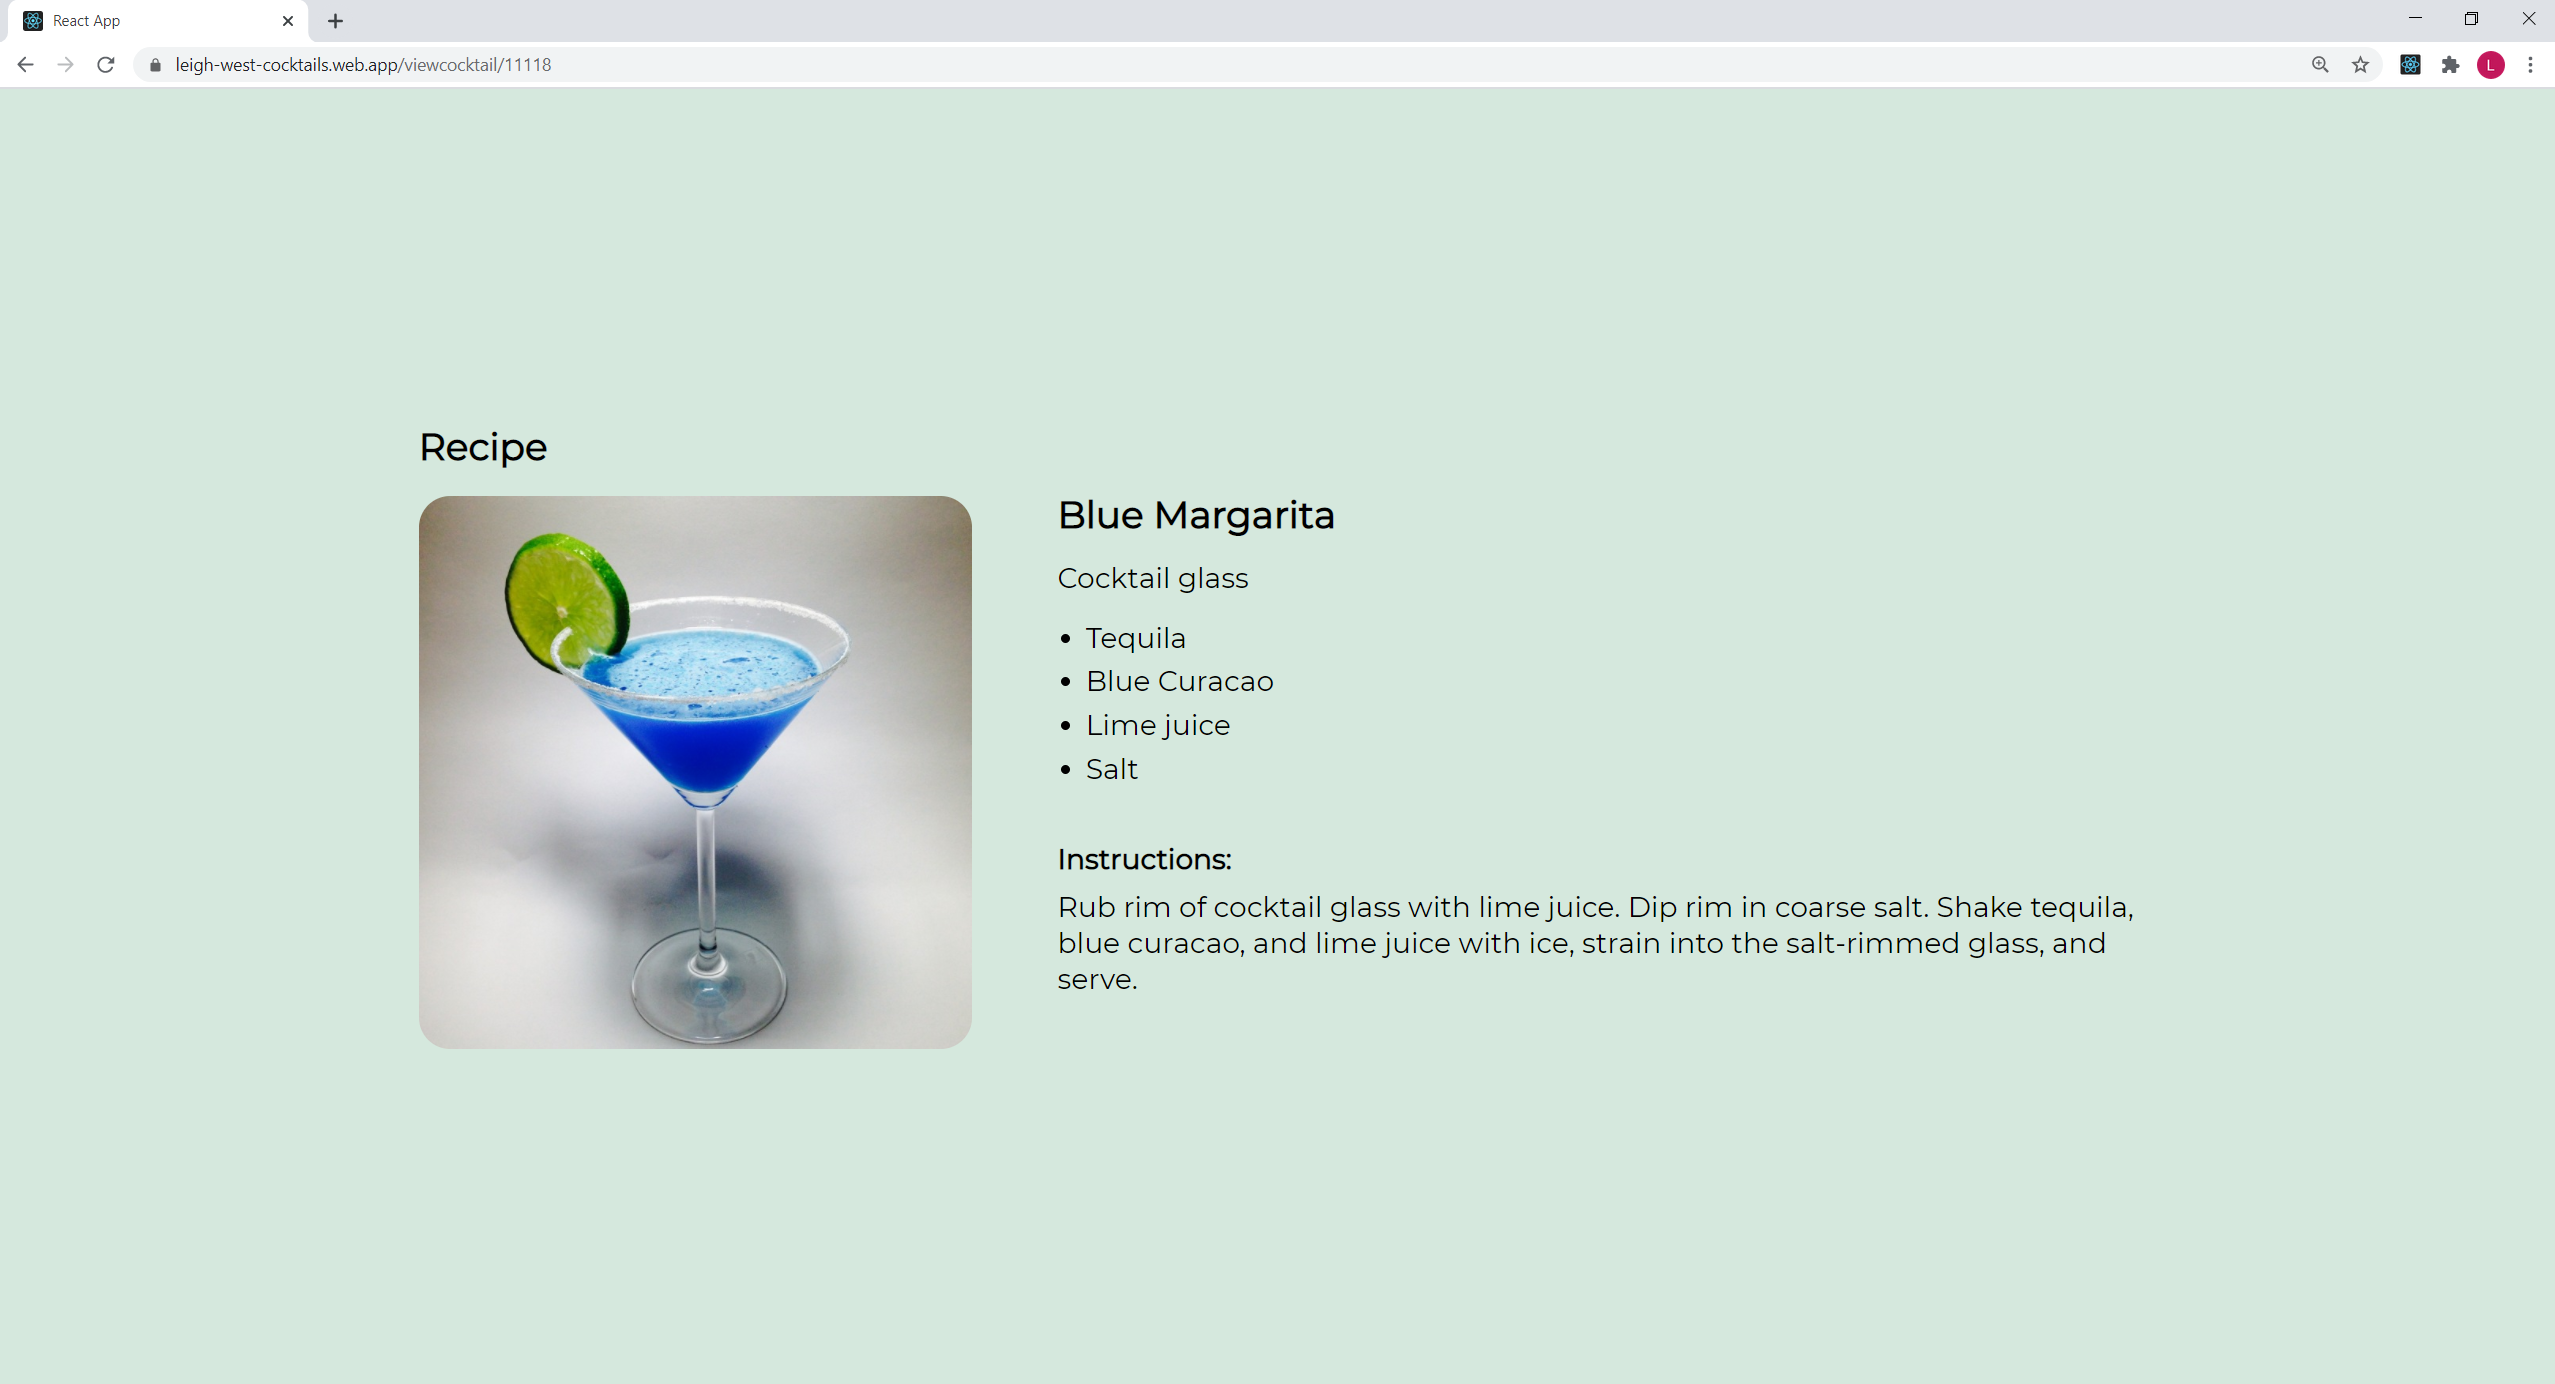 React App
leigh-west-cocktails.web.app/viewcocktail/11118
L
Recipe
Blue Margarita
Cocktail glass
• Tequila
• Blue Curacao
• Lime juice
• Salt
Instructions:
Rub rim of cocktail glass with lime juice. Dip rim in coarse salt. Shake tequila,
blue curacao, and lime juice with ice, strain into the salt-rimmed glass, and
serve.